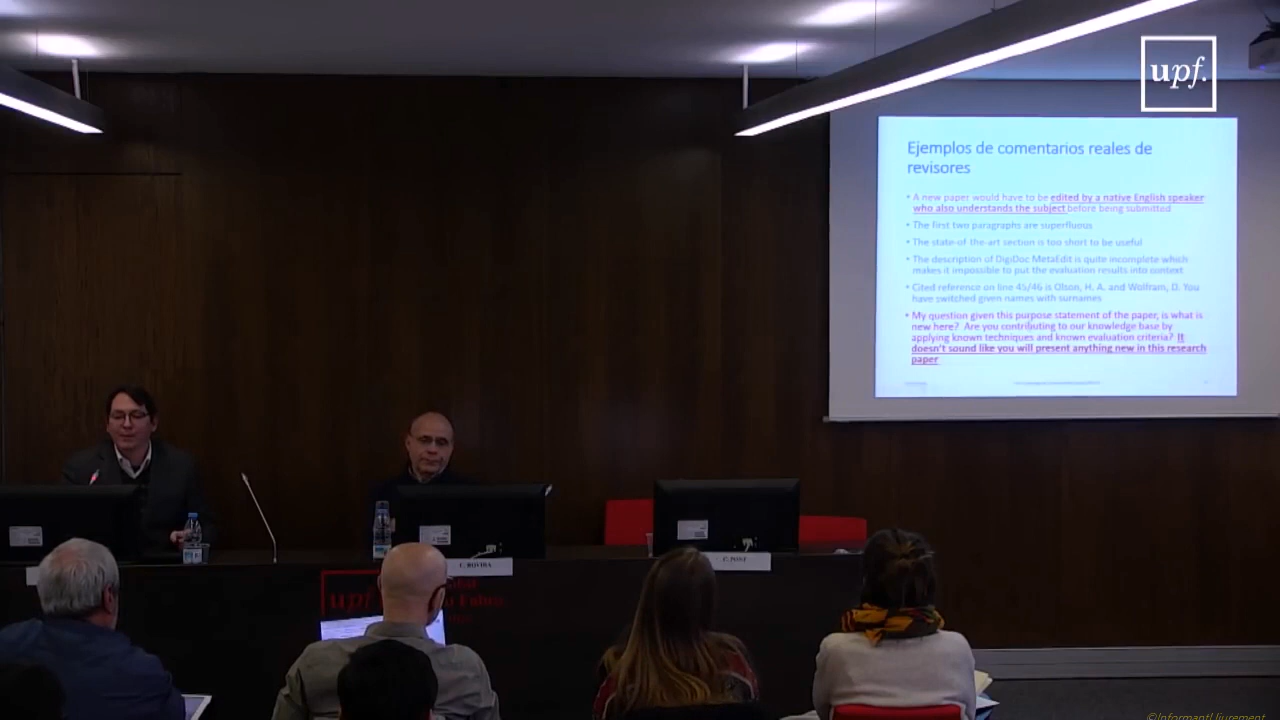 upf.
Ejemplos de comentarios reales de
revisores
• A new paper would have to be edited by a native English speaker
who also understands the subject before being submitted
• The first two paragraphs are superfluous
• The state-of-the-art section is too short to be useful
• The description of DigiDoc MetaEdit is quite incomplete which
makes it impossible to put the evaluation results into context
• Cited reference on line 45/46 is Olson, H. A. and Wolfram, D. You
have switched given names with surnames
• My question given this purpose statement of the paper, is what is
new here? Are you contributing to our knowledge base by
applying known techniques and known evaluation criteria? It
doesn't sound like you will present anything new in this research
paper
C. ROVIRA
upf